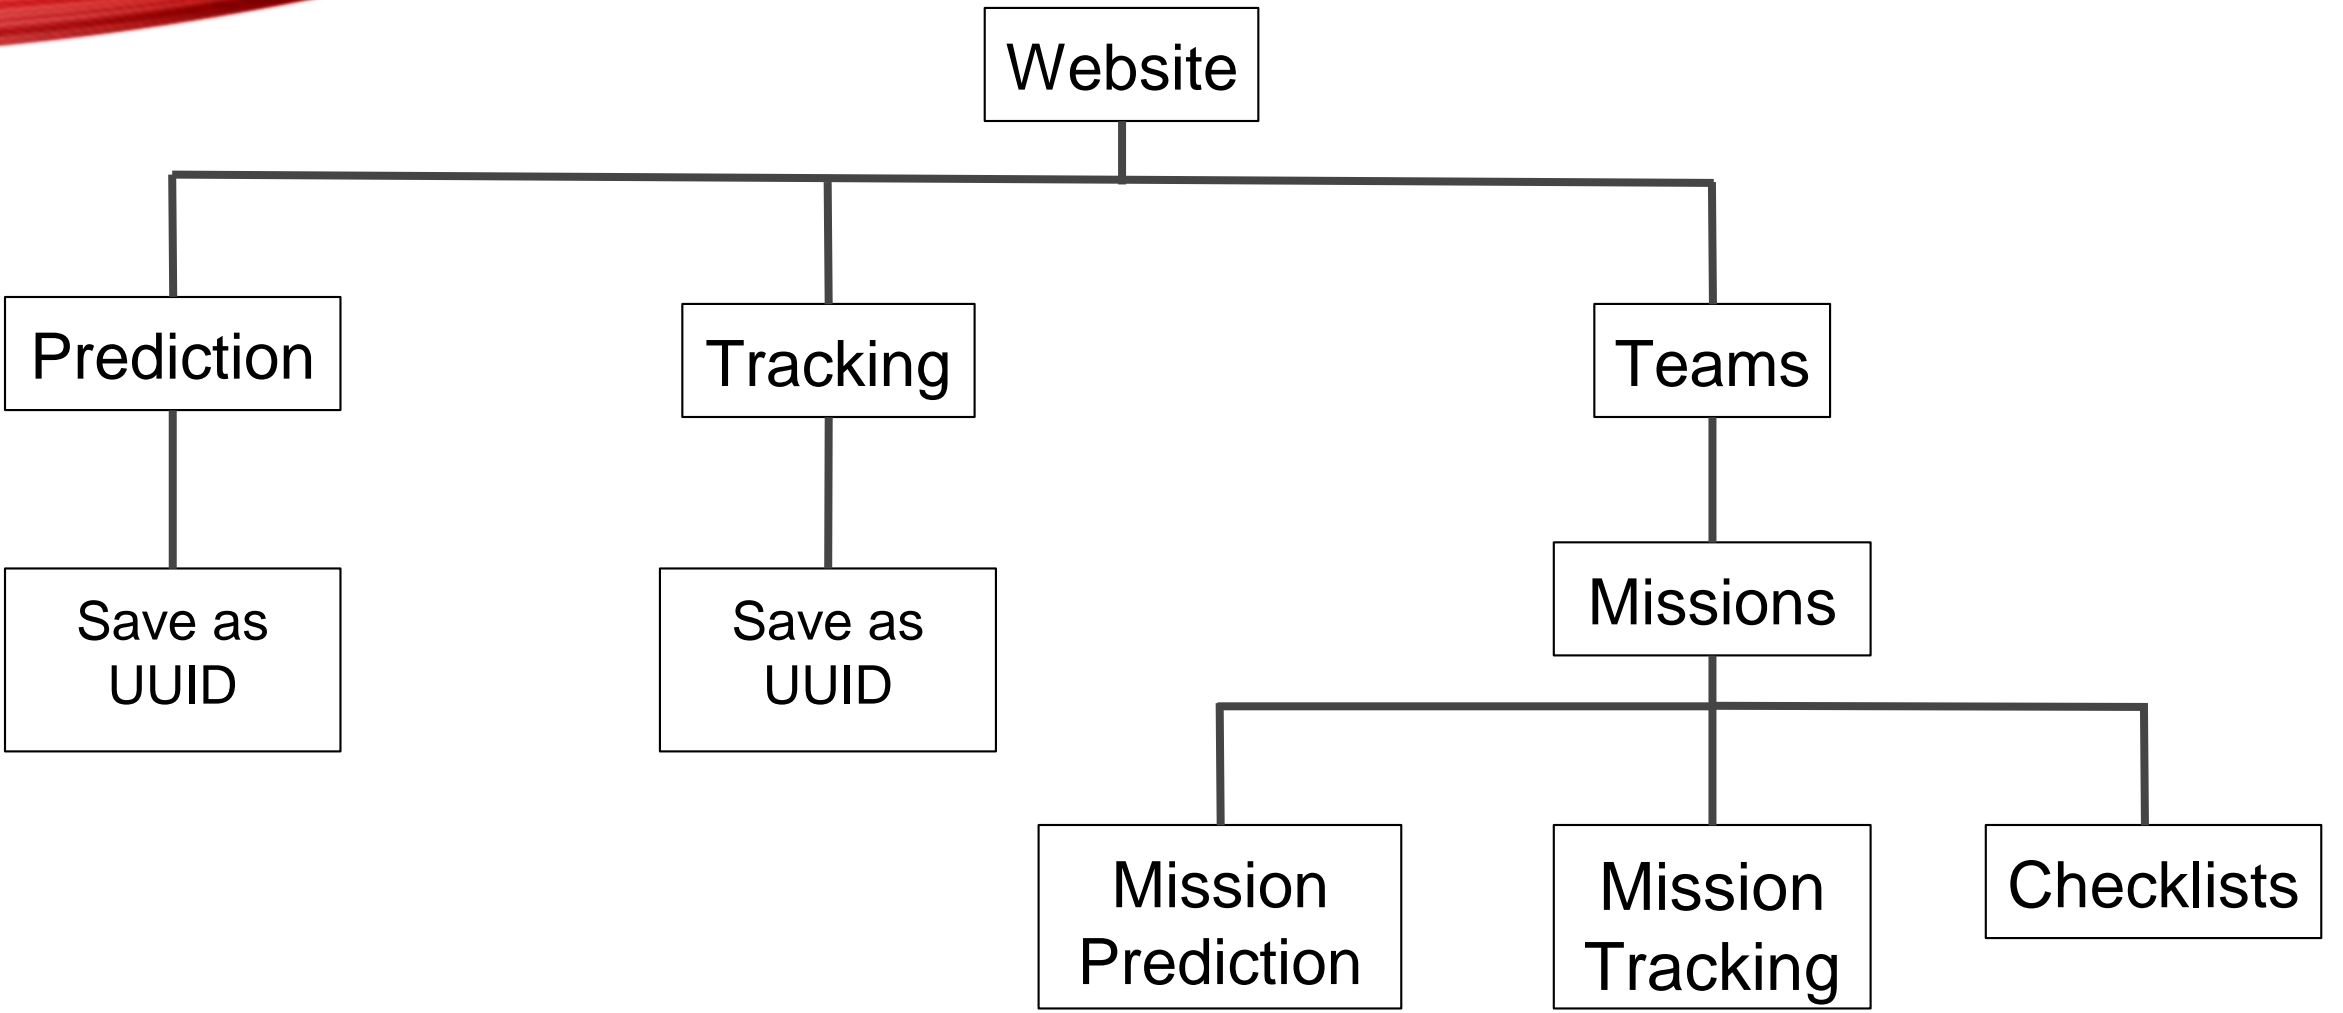 Website
Prediction
Tracking
Teams
Save as
UUID
Save as
UUID
Missions
Mission
Prediction
Mission
Tracking
Checklists